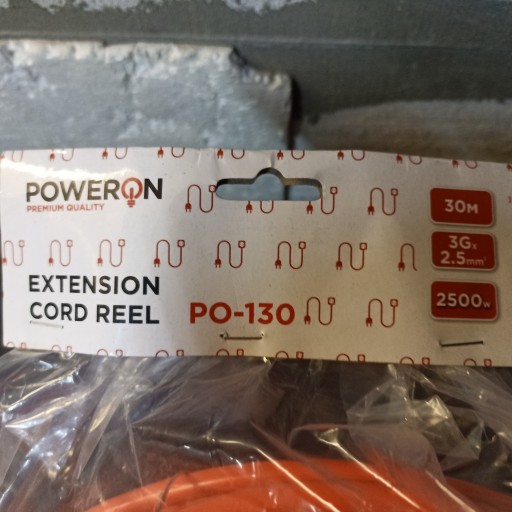 POWERON
PREMIUM QUALITY
EXTENSION
CORD REEL
PO-130
30M
3Gx
2.5mm²
2500W